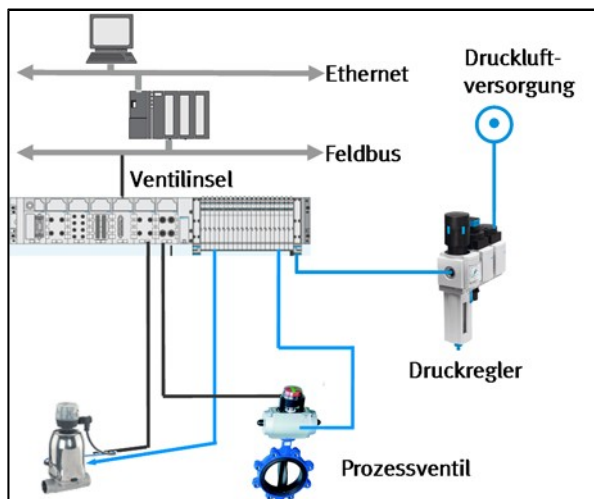 Druckluft-
versorgung
Ethernet
Feldbus
Ventilinsel
Druckregler
Prozessventil